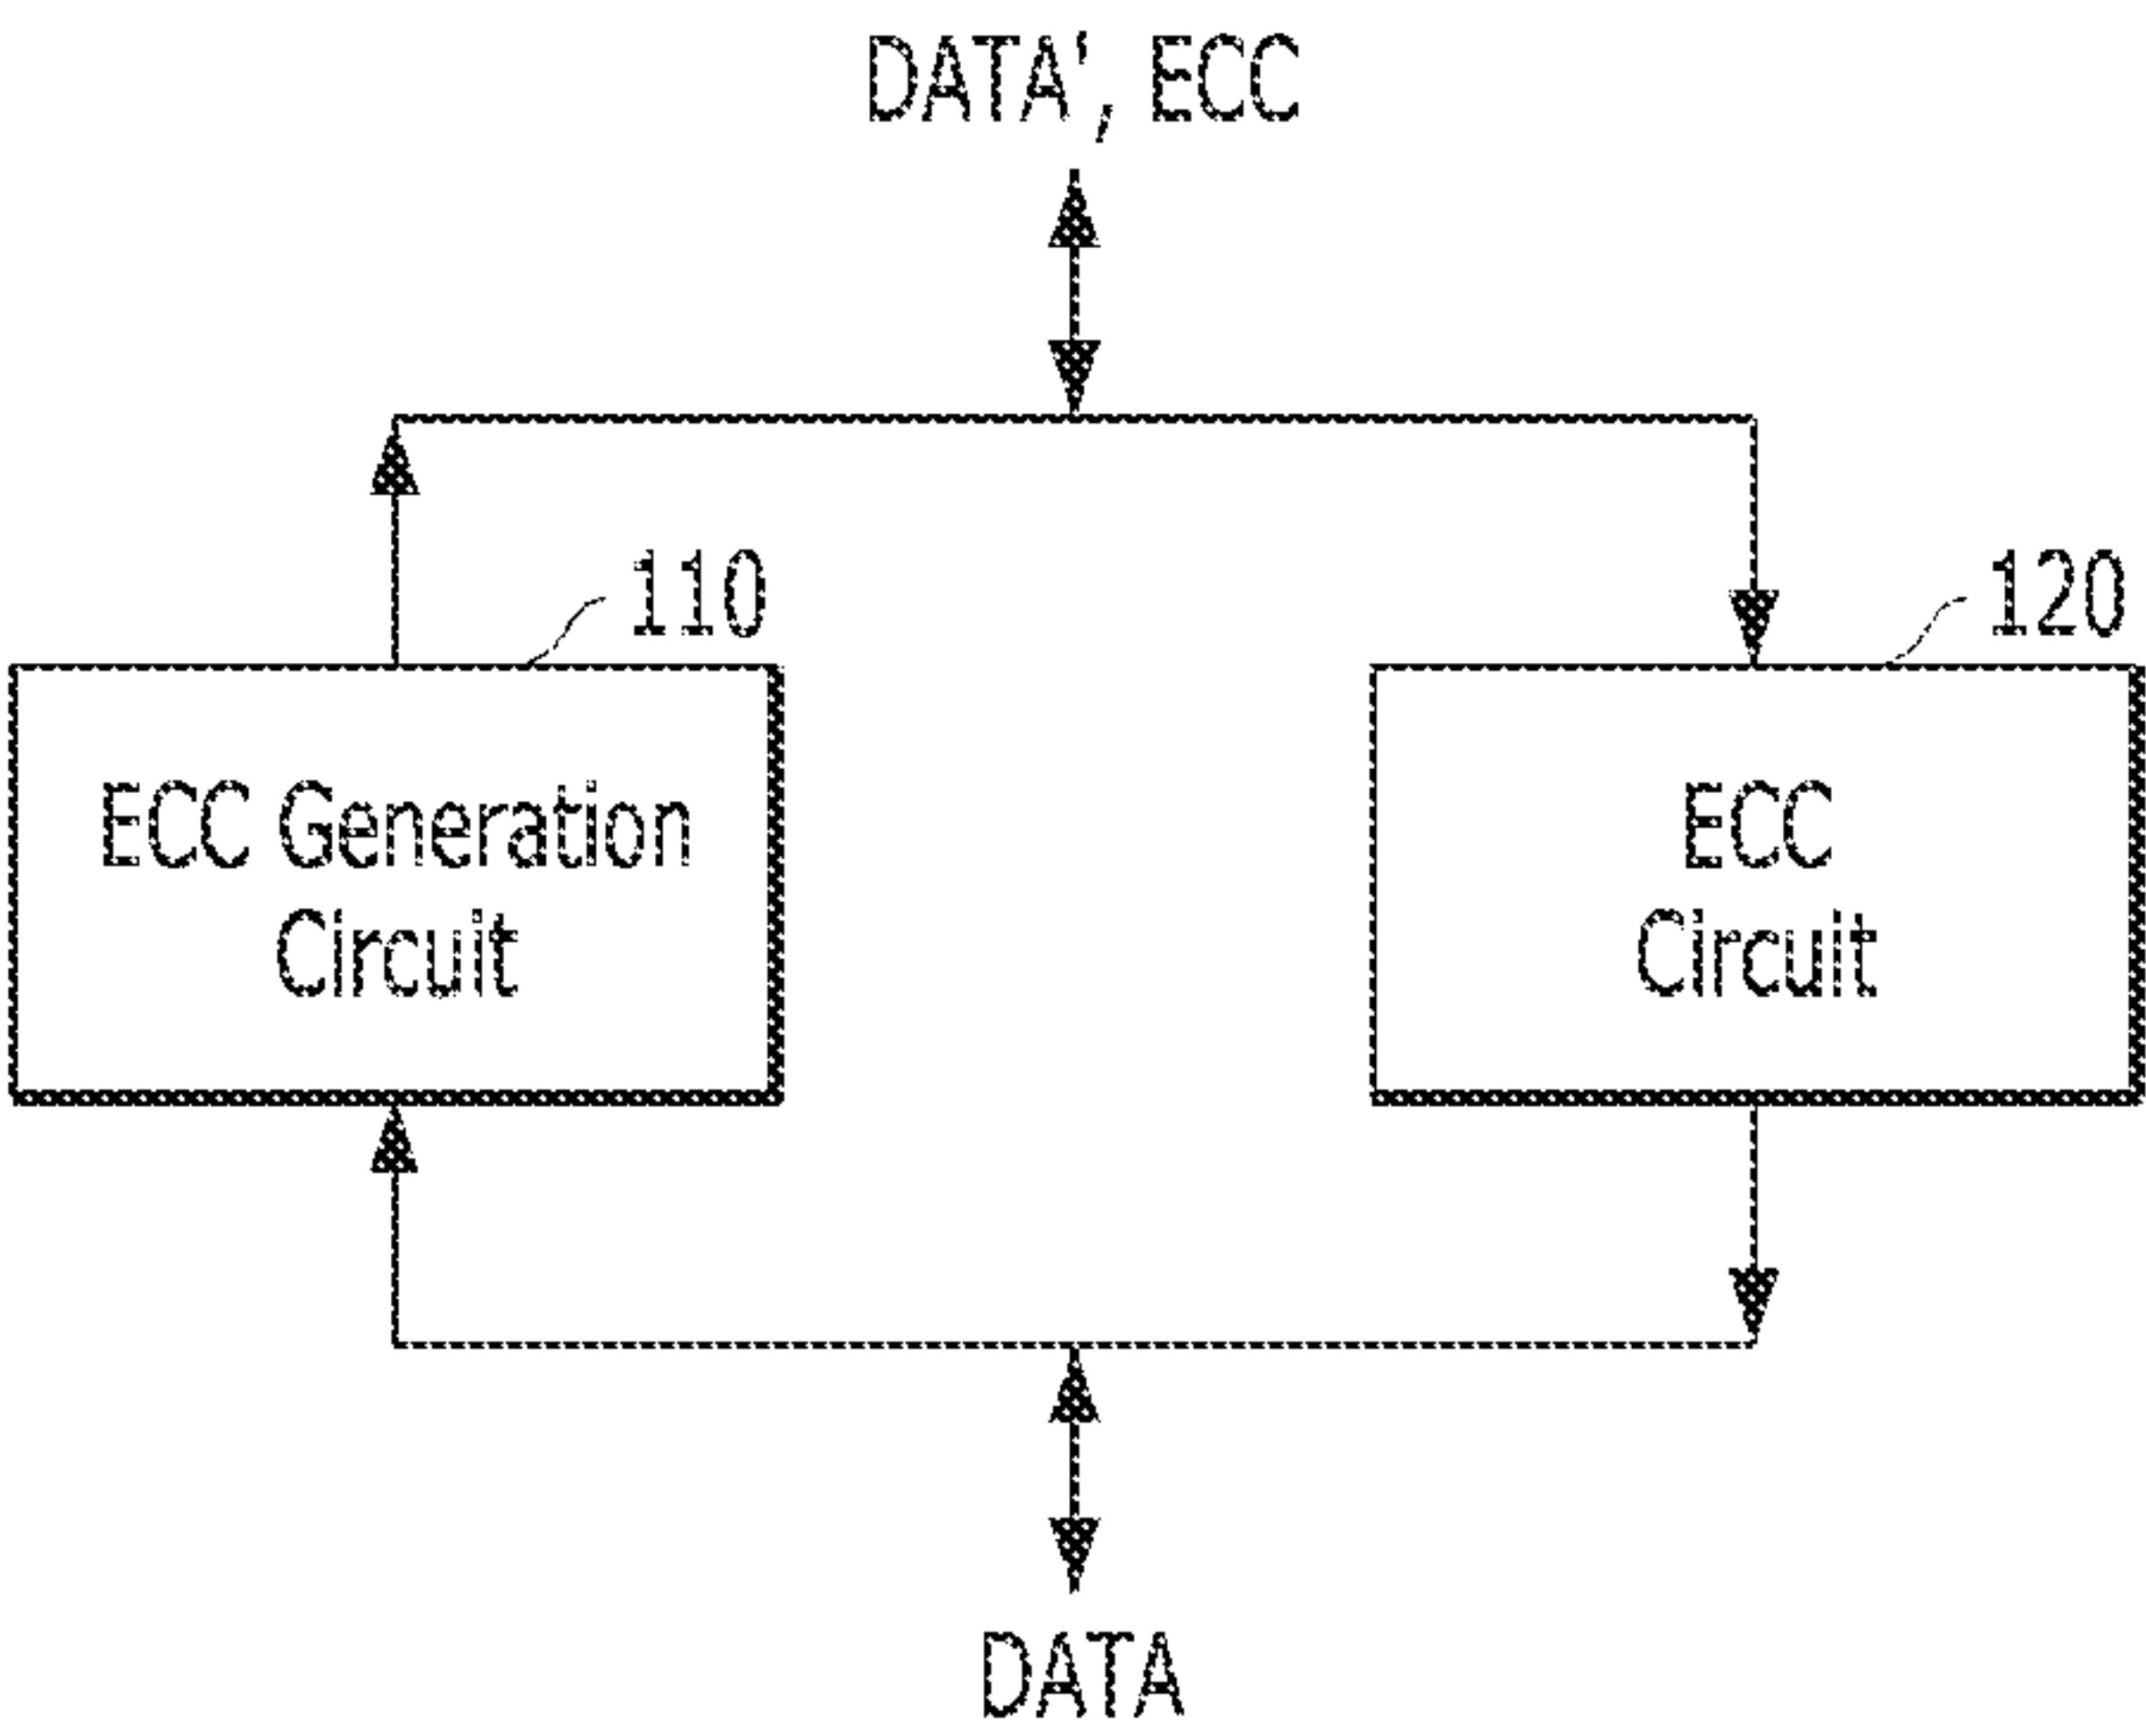 DATA', ECC
110
120
ECC Generation
Circuit
ECC
Circuit
DATA